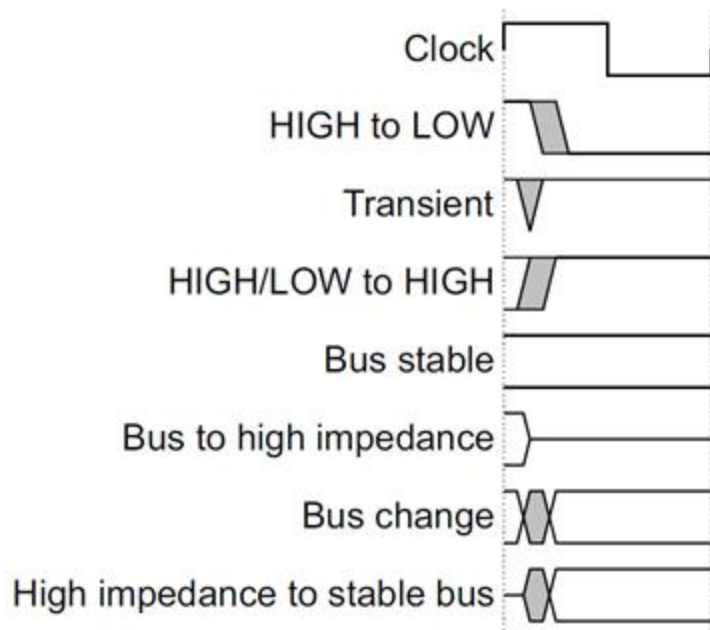 Clock
HIGH to LOW
Transient
HIGH/LOW to HIGH
Bus stable
Bus to high impedance
Bus change
High impedance to stable bus